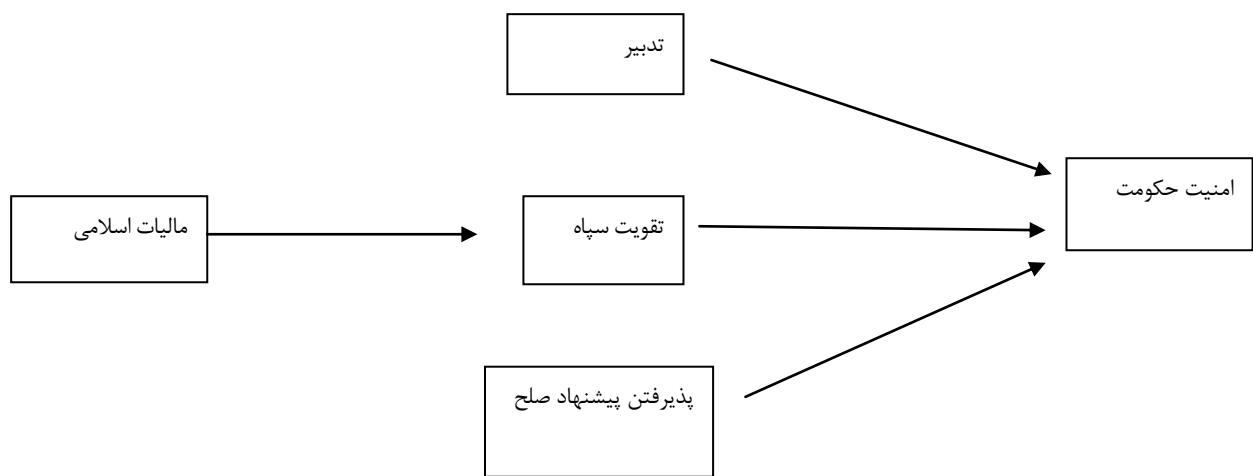 تدبیر
امنیت حکومت
تقویت سپاه
مالیات اسلامی
پذیرفتن پیشنهاد صلح